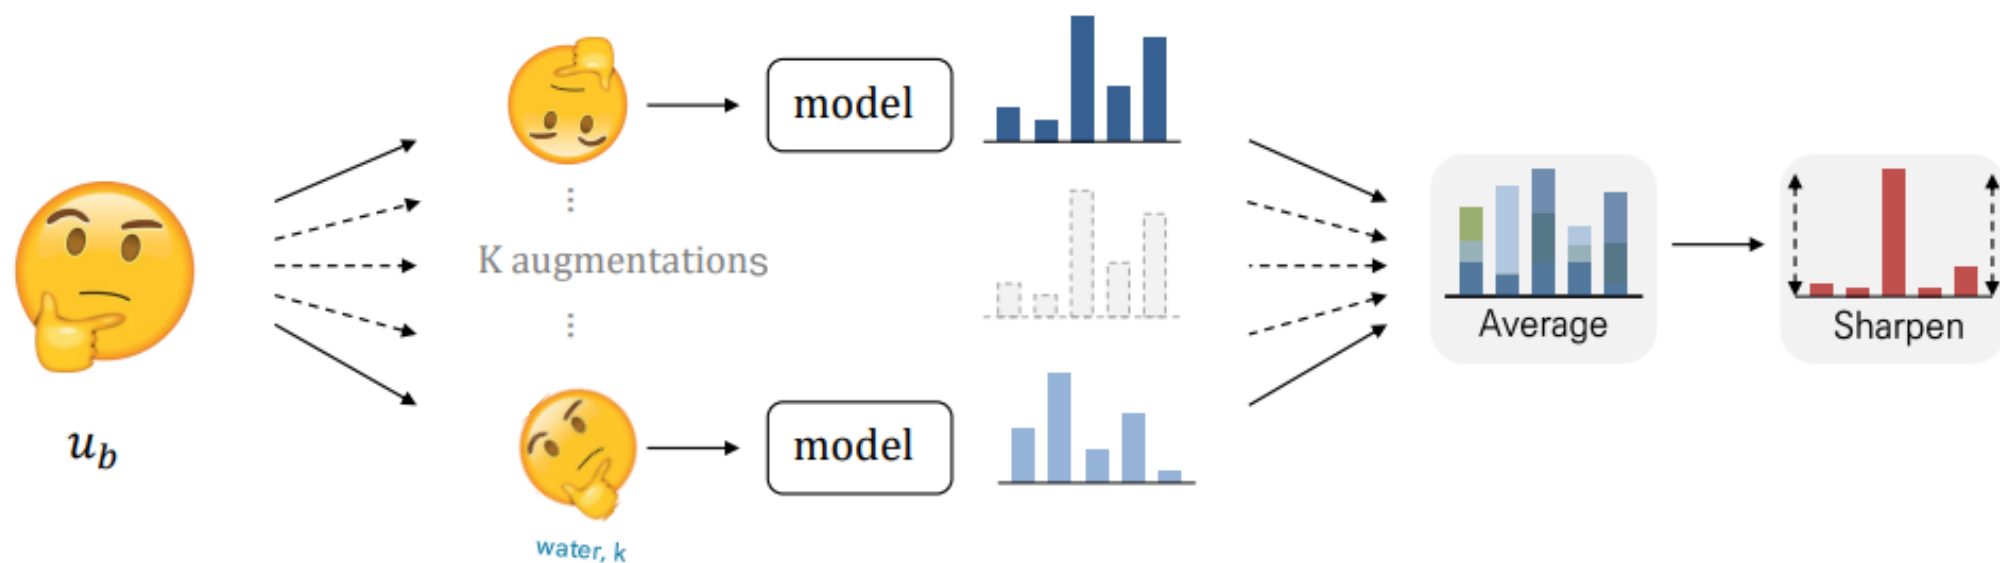 model
K augmentations
Average
Sharpen
u_b
model
water, k